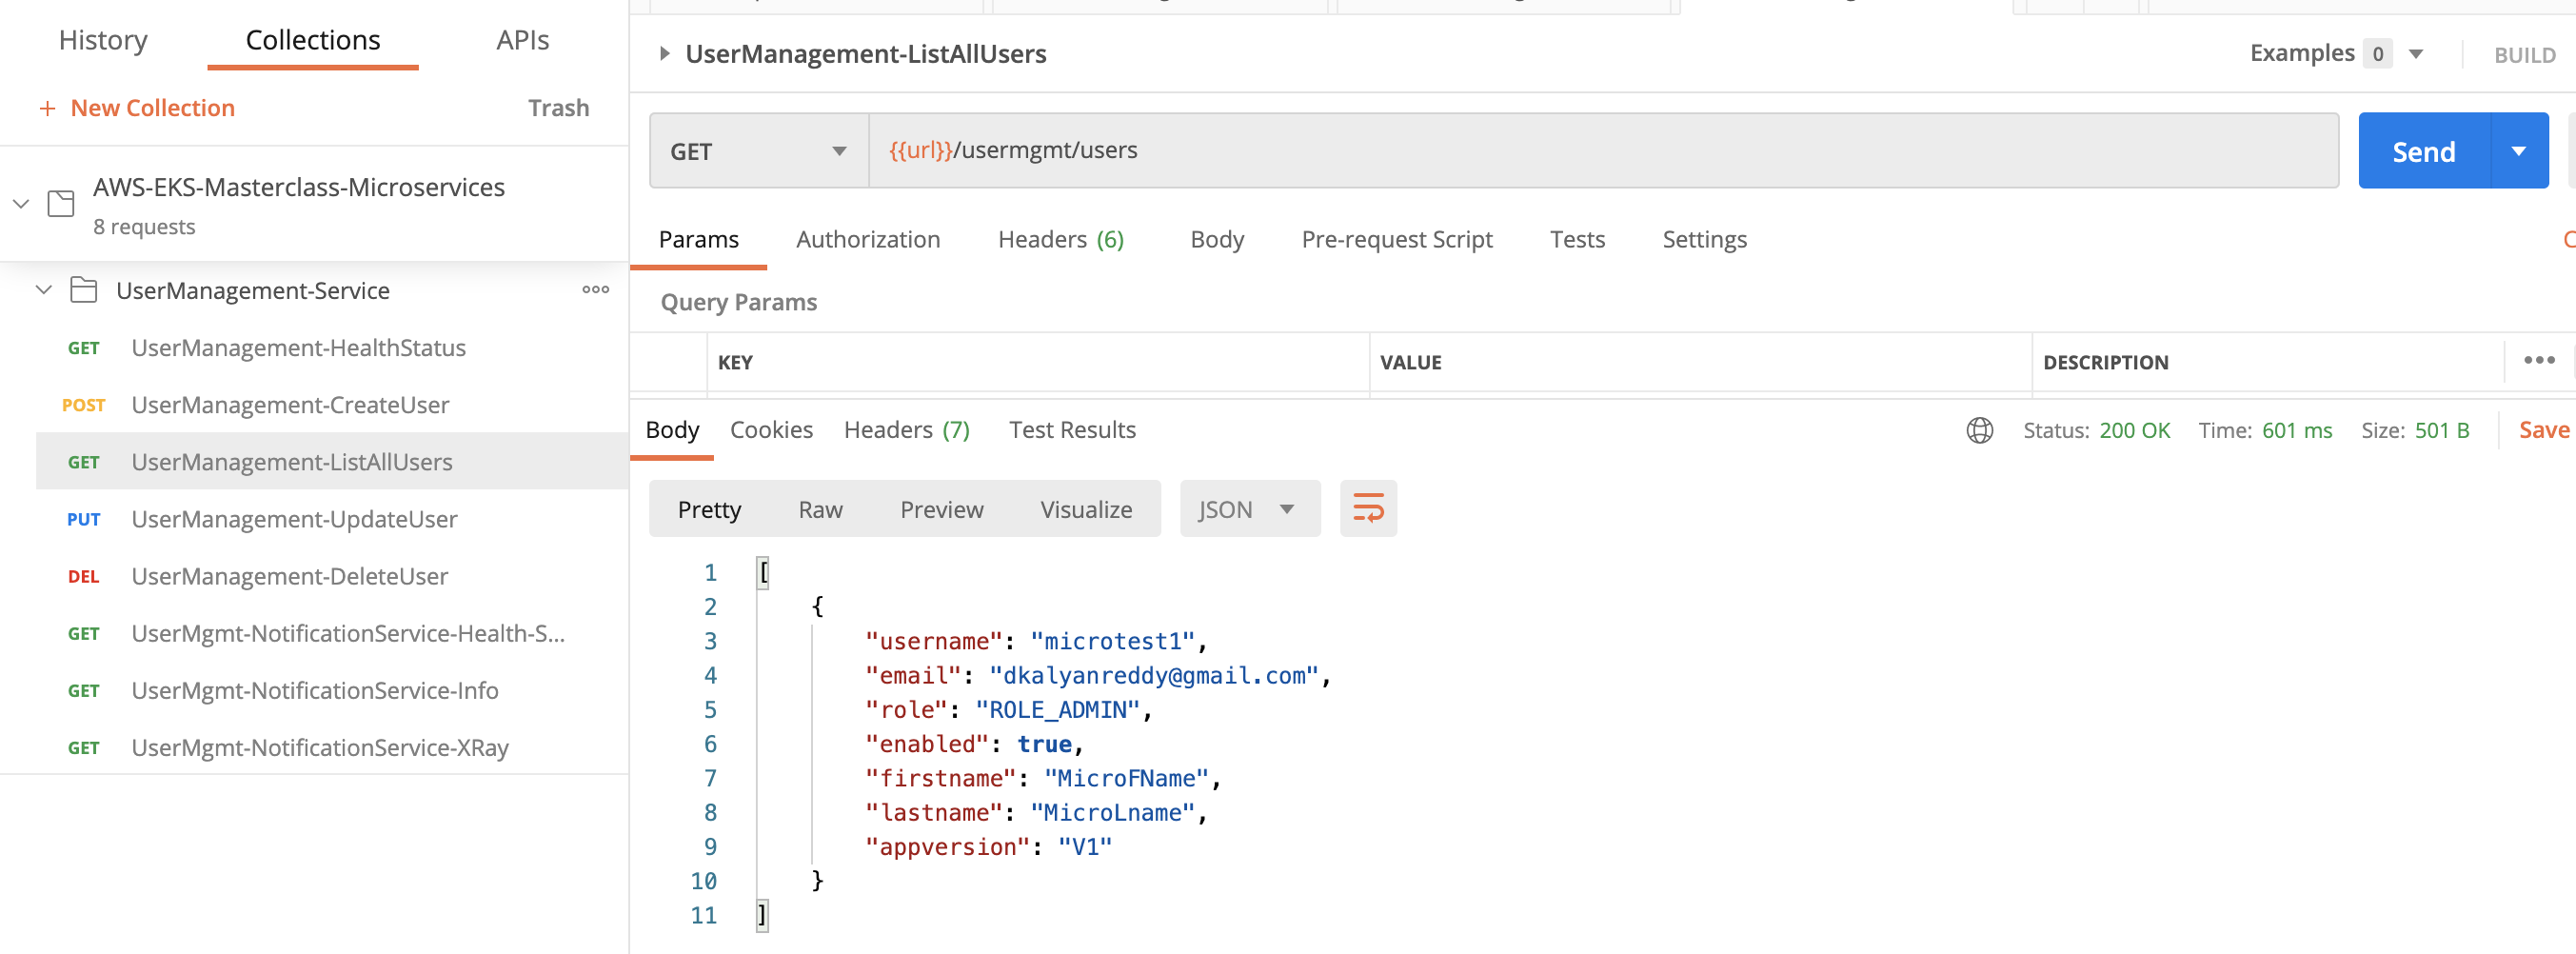 History Collections APIs
+ New Collection Trash
AWS-EKS-Masterclass-Microservices
8 requests
UserManagement-Service
GET UserManagement-HealthStatus
POST UserManagement-CreateUser
GET UserManagement-ListAllUsers
PUT UserManagement-UpdateUser
DEL UserManagement-DeleteUser
GET UserMgmt-NotificationService-Health-S...
GET UserMgmt-NotificationService-Info
GET UserMgmt-NotificationService-XRay
UserManagement-ListAllUsers Examples 0 BUILD
GET {{url}}/usermgmt/users Send
Params Authorization Headers (6) Body Pre-request Script Tests Settings
Query Params
KEY VALUE DESCRIPTION
Body Cookies Headers (7) Test Results Status: 200 OK Time: 601 ms Size: 501 B Save
Pretty Raw Preview Visualize JSON
1 [
2 {
3 "username": "microtest1",
4 "email": "dkalyanreddy@gmail.com",
5 "role": "ROLE_ADMIN",
6 "enabled": true,
7 "firstname": "MicroFName",
8 "lastname": "MicroLname",
9 "appversion": "V1"
10 }
11 ]